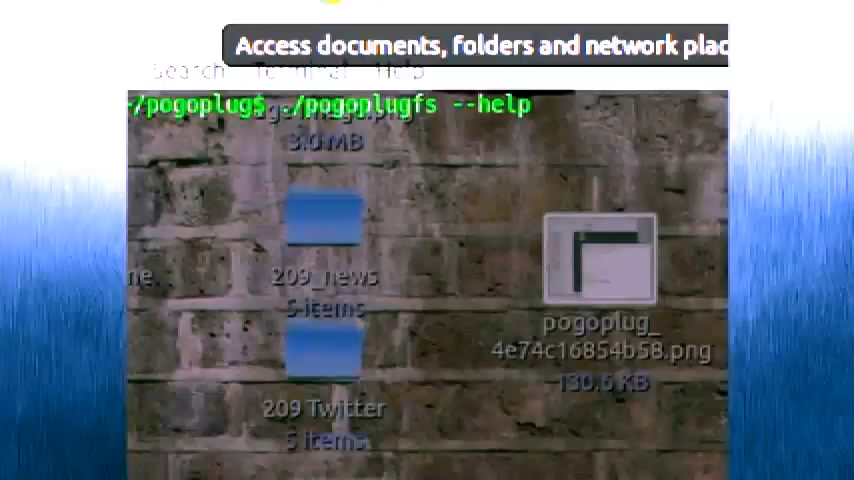 Access documents, folders and network plac
Search Terminal Help
~/pogoplug$ ./pogoplugfs --help
3.0 MB
209_news
5 items
pogoplug_
4e74c16854b58.png
130.6 KB
209 Twitter
5 items